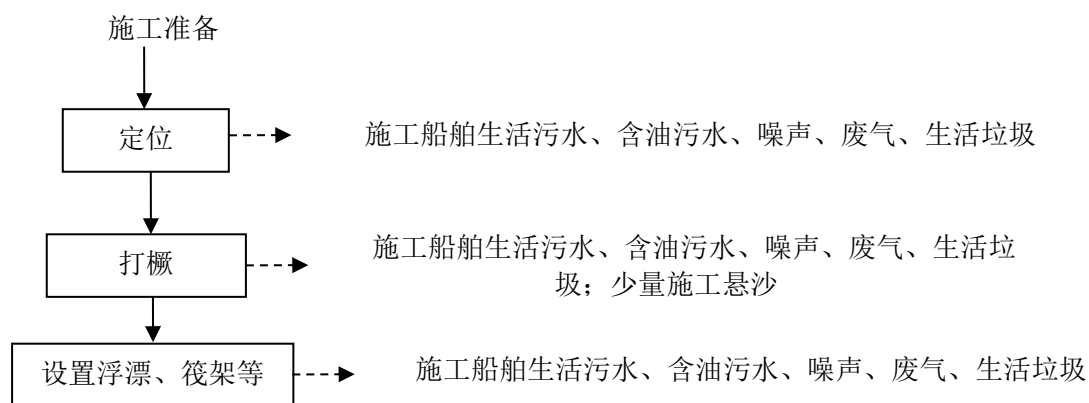 施工准备
定位
施工船舶生活污水、含油污水、噪声、废气、生活垃圾
打橛
施工船舶生活污水、含油污水、噪声、废气、生活垃
圾；少量施工悬沙
设置浮漂、筏架等
施工船舶生活污水、含油污水、噪声、废气、生活垃圾